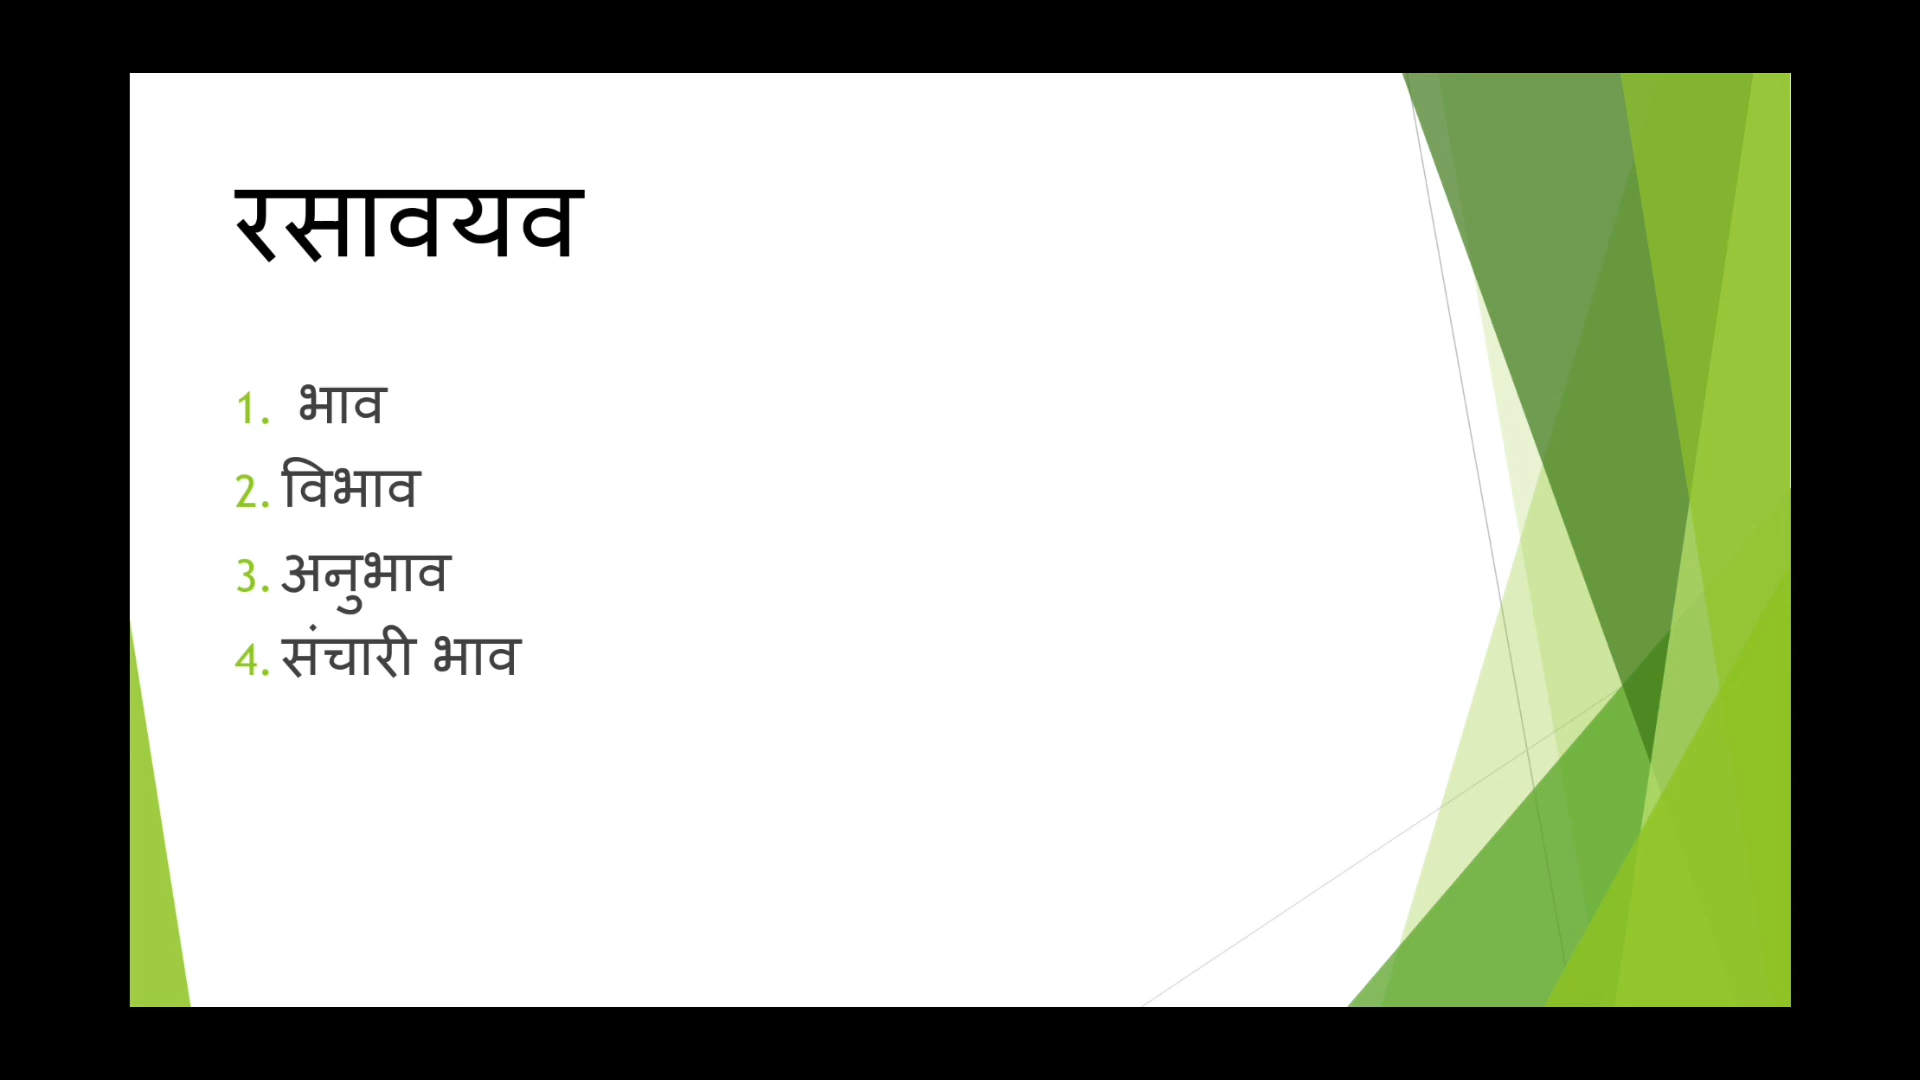 रसावयव
1. भाव
2. विभाव
3. अनुभाव
4. संचारी भाव